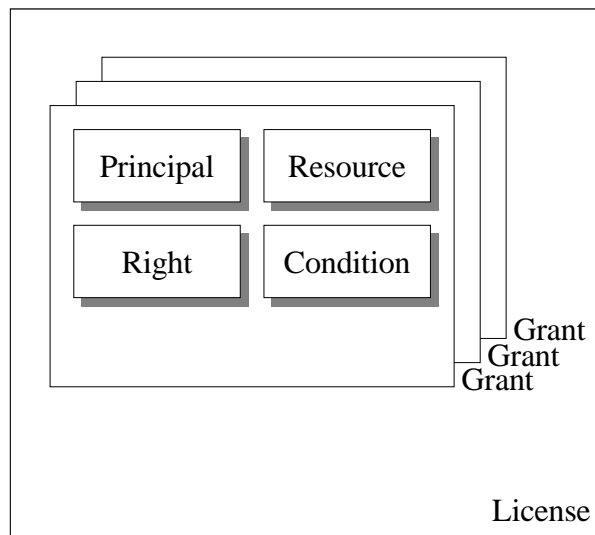 Principal Resource
Right Condition
Grant
Grant
Grant
License